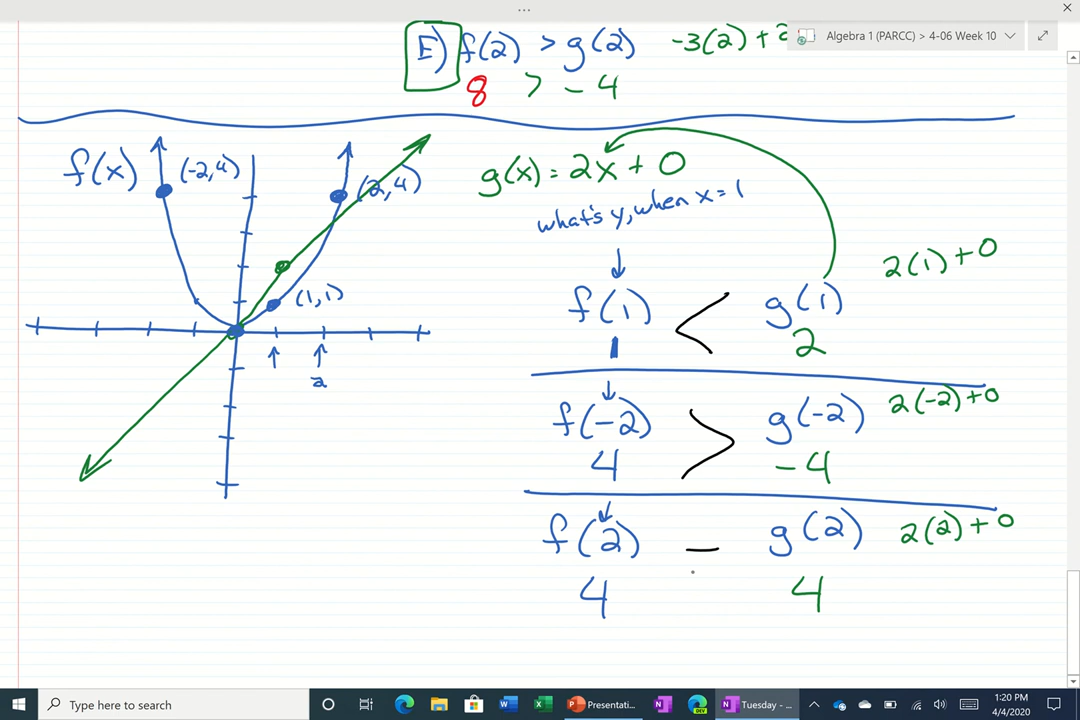 Algebra 1 (PARCC) > 4-06 Week 10
E) f(2) > g(2) -3(2) + 2
8 > -4
f(x) (-2,4) (2,4)
(1,1)
2
g(x) = 2x + 0
what's y, when x = 1
2(1) + 0
f(1) < g(1)
1 2
f(-2) > g(-2) 2(-2) + 0
4 -4
f(2) – g(2) 2(2) + 0
4 4
Type here to search
Presentati...
DEV
Tuesday - ...
1:20 PM
4/4/2020